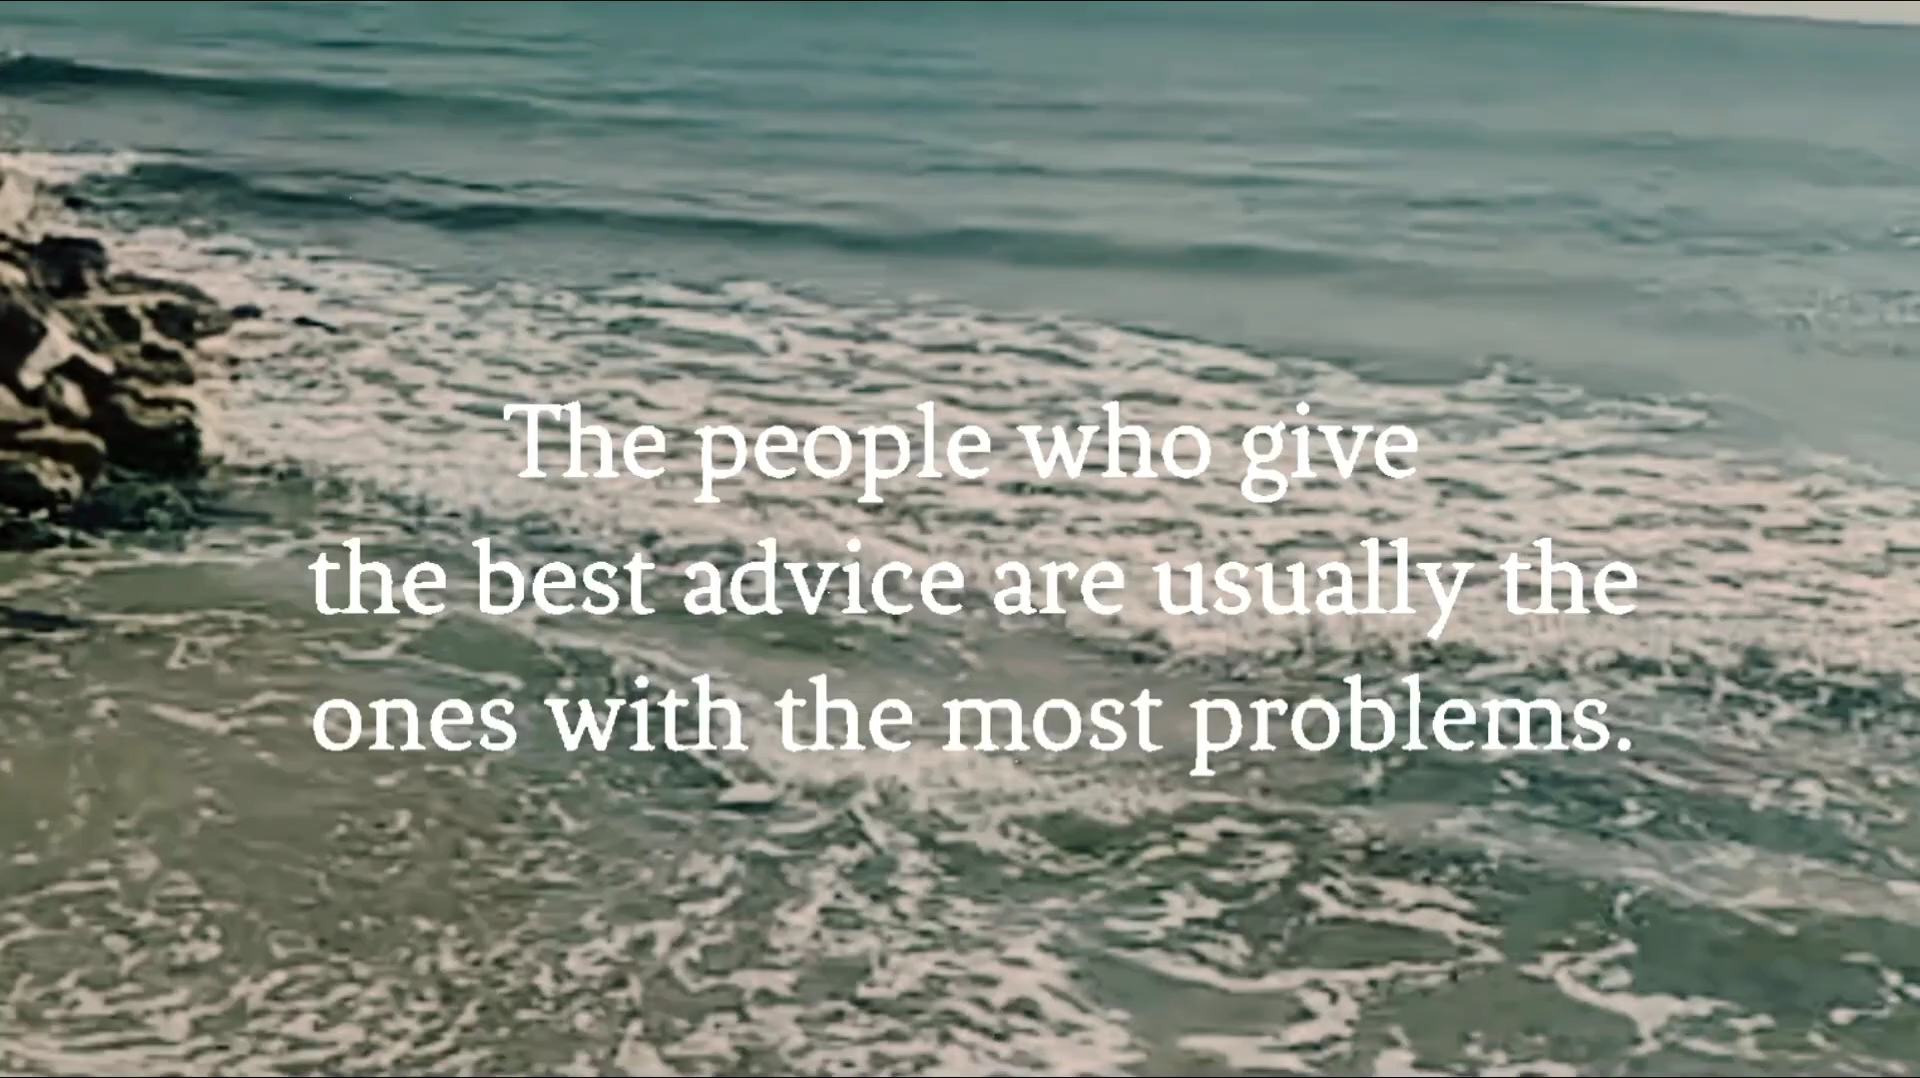 The people who give
the best advice are usually the
ones with the most problems.